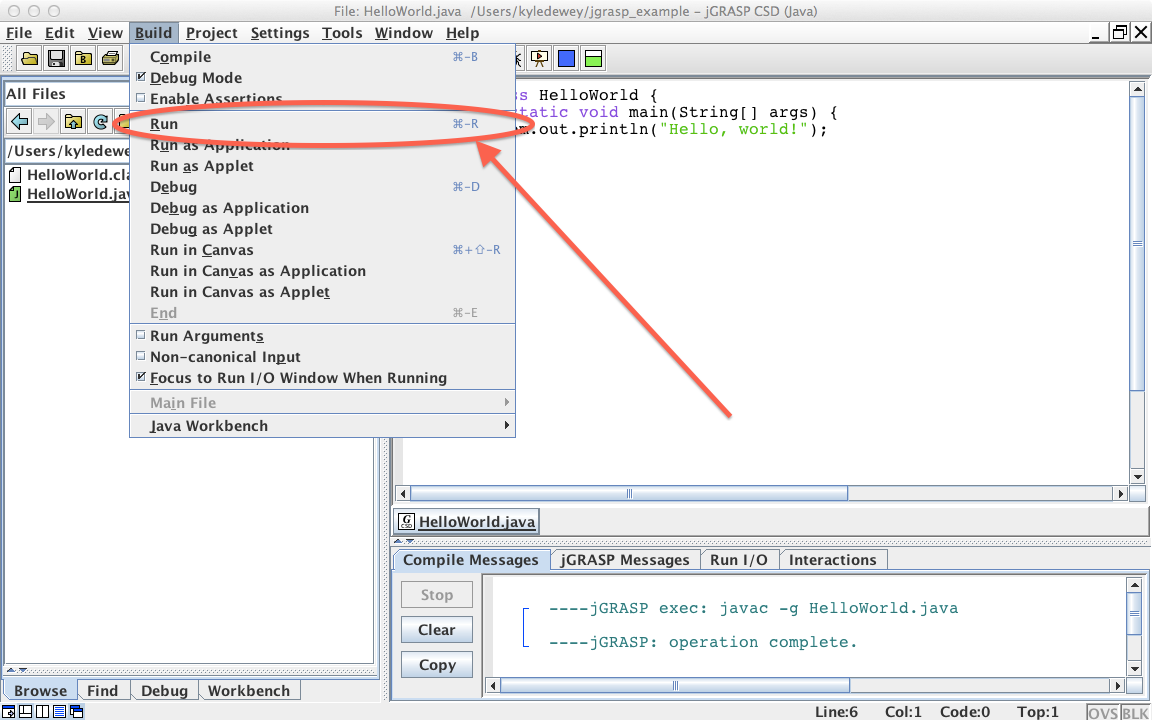 File: HelloWorld.java /Users/kyledewey/jgrasp_example – jGRASP CSD (Java)
File Edit View Build Project Settings Tools Window Help
Compile ⌘-B
Debug Mode
Enable Assertions
Run ⌘-R
Run as Application
Run as Applet
Debug ⌘-D
Debug as Application
Debug as Applet
Run in Canvas ⌘+⇧-R
Run in Canvas as Application
Run in Canvas as Applet
End ⌘-E
Run Arguments
Non-canonical Input
Focus to Run I/O Window When Running
Main File
Java Workbench
All Files
/Users/kyledewe
HelloWorld.cla
HelloWorld.jav
Browse Find Debug Workbench
ss HelloWorld {
tatic void main(String[] args) {
m.out.println("Hello, world!");
HelloWorld.java
Compile Messages jGRASP Messages Run I/O Interactions
Stop
Clear
Copy
----jGRASP exec: javac -g HelloWorld.java
----jGRASP: operation complete.
Line:6 Col:1 Code:0 Top:1 OVS BLK